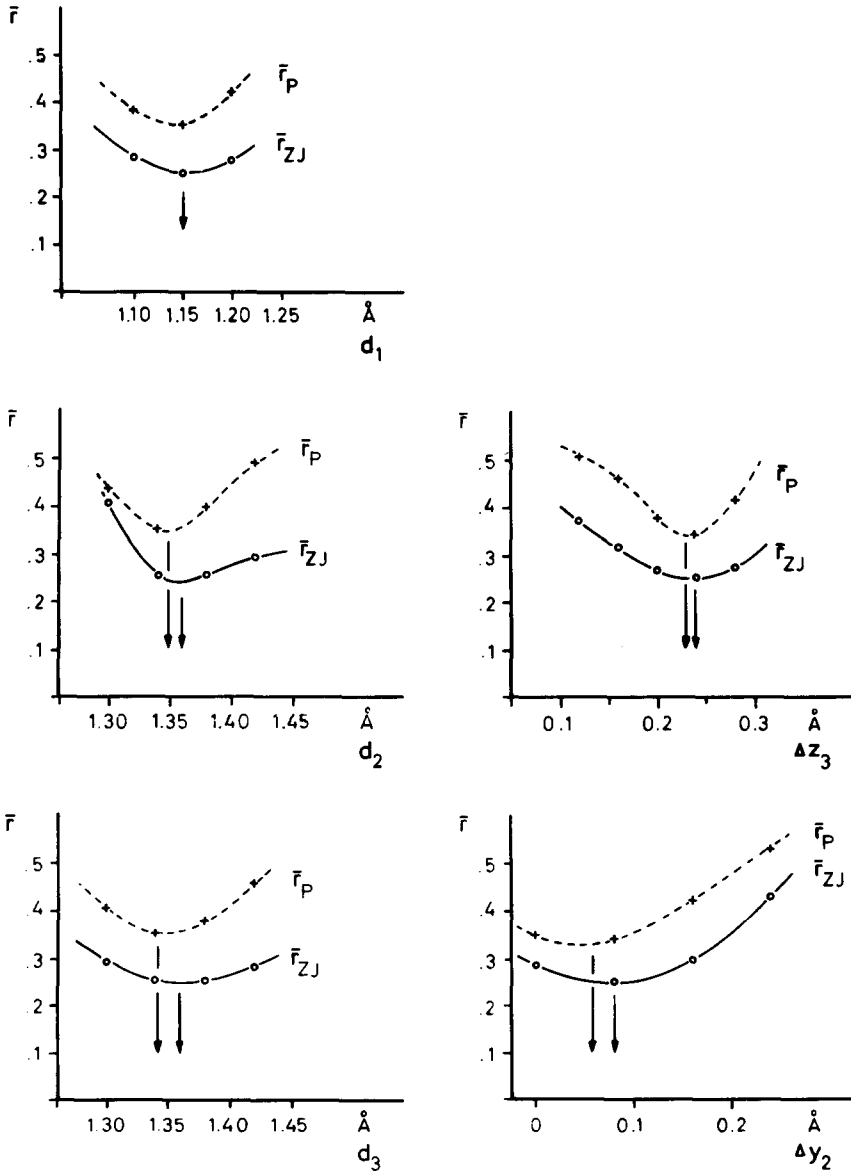 r̄
.5
.4
.3
.2
.1
r̄P
r̄ZJ
1.10 1.15 1.20 1.25 Å
d1
r̄
.5
.4
.3
.2
.1
r̄P
r̄ZJ
1.30 1.35 1.40 1.45 Å
d2
r̄
.5
.4
.3
.2
.1
r̄P
r̄ZJ
0.1 0.2 0.3 Å
Δz3
r̄
.5
.4
.3
.2
.1
r̄P
r̄ZJ
1.30 1.35 1.40 1.45 Å
d3
r̄
.5
.4
.3
.2
.1
r̄P
r̄ZJ
0 0.1 0.2 Å
Δy2